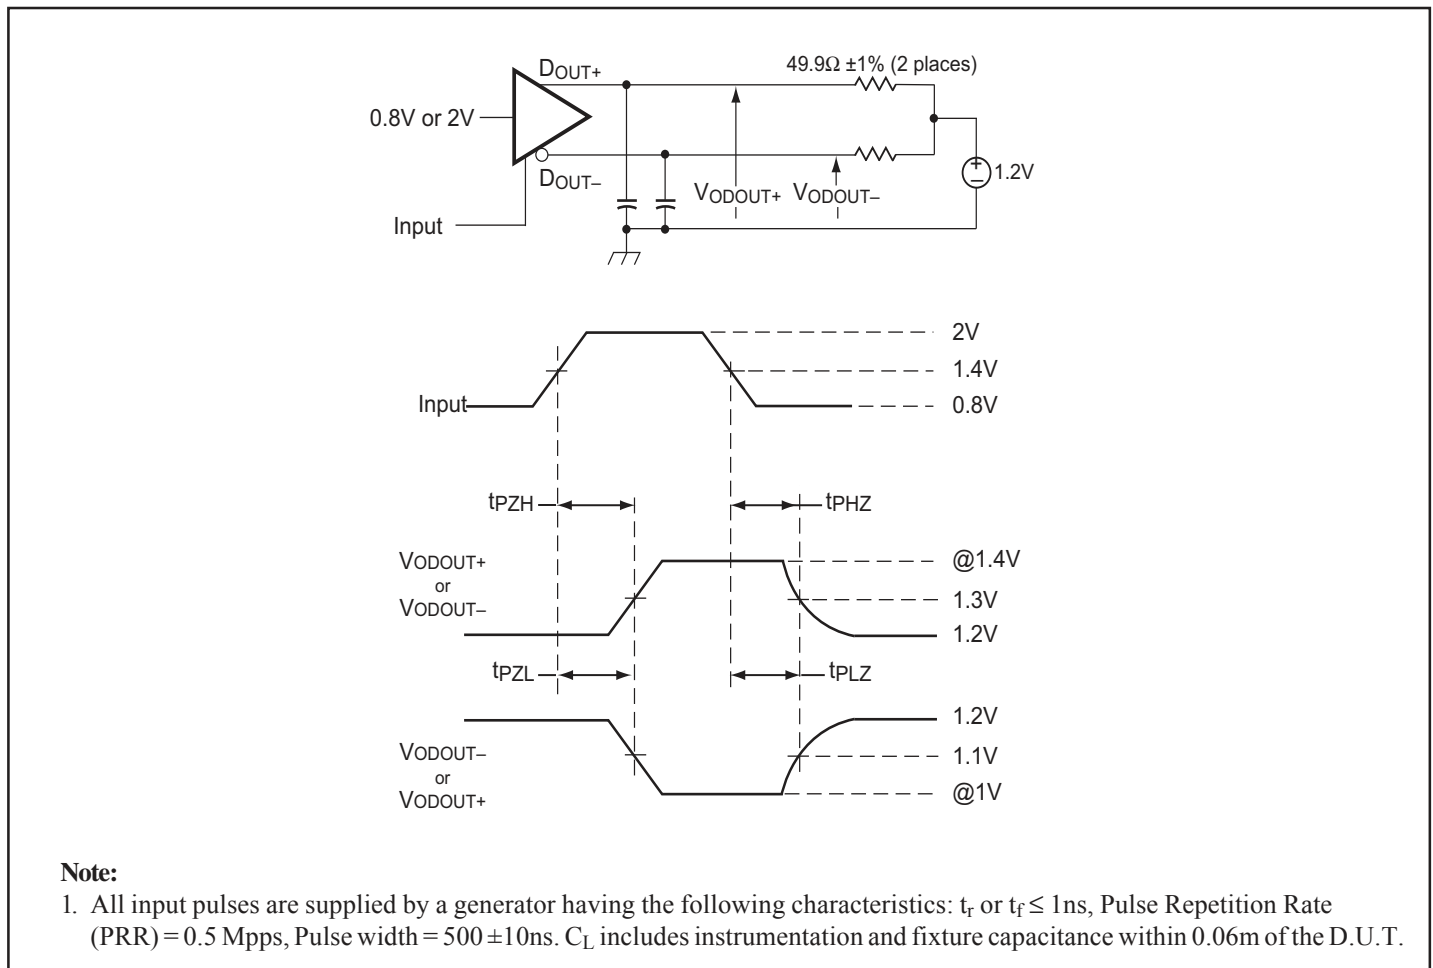 DOUT+
49.9Ω ±1% (2 places)
0.8V or 2V
DOUT–
VODOUT+
VODOUT–
+
–
1.2V
Input
2V
1.4V
Input
0.8V
tPZH
tPHZ
VODOUT+
or
VODOUT–
@1.4V
1.3V
1.2V
tPZL
tPLZ
VODOUT–
or
VODOUT+
1.2V
1.1V
@1V
Note:
1. All input pulses are supplied by a generator having the following characteristics: tr or tf ≤ 1ns, Pulse Repetition Rate
(PRR) = 0.5 Mpps, Pulse width = 500 ±10ns. CL includes instrumentation and fixture capacitance within 0.06m of the D.U.T.